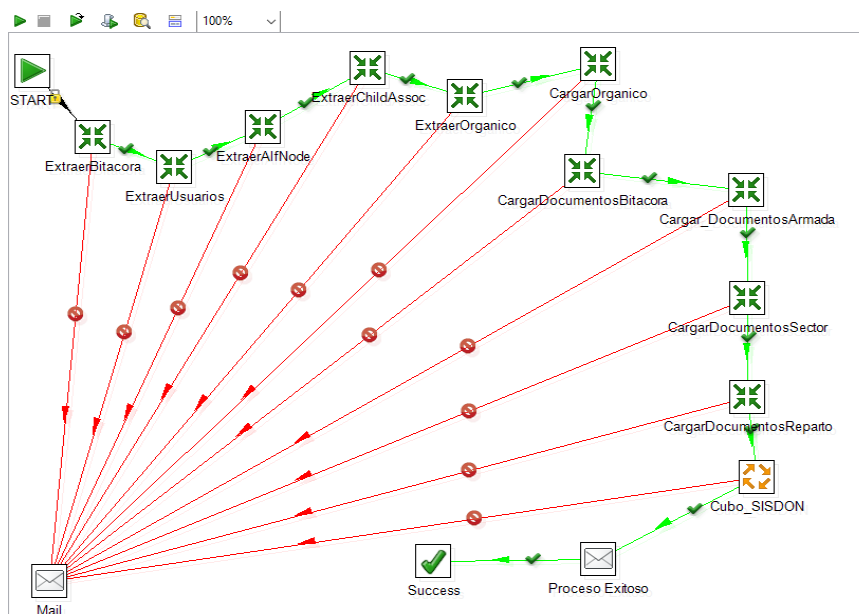 100%
START
ExtraerBitacora
ExtraerUsuarios
ExtraerAlfNode
ExtraerChildAssoc
ExtraerOrganico
CargarOrganico
CargarDocumentosBitacora
Cargar_DocumentosArmada
CargarDocumentosSector
CargarDocumentosReparto
Cubo_SISDON
Proceso Exitoso
Success
Mail